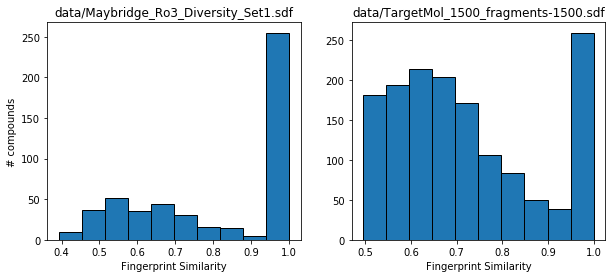 data/Maybridge_Ro3_Diversity_Set1.sdf
# compounds
250
200
150
100
50
0
0.4 0.5 0.6 0.7 0.8 0.9 1.0
Fingerprint Similarity
data/TargetMol_1500_fragments-1500.sdf
250
200
150
100
50
0
0.5 0.6 0.7 0.8 0.9 1.0
Fingerprint Similarity